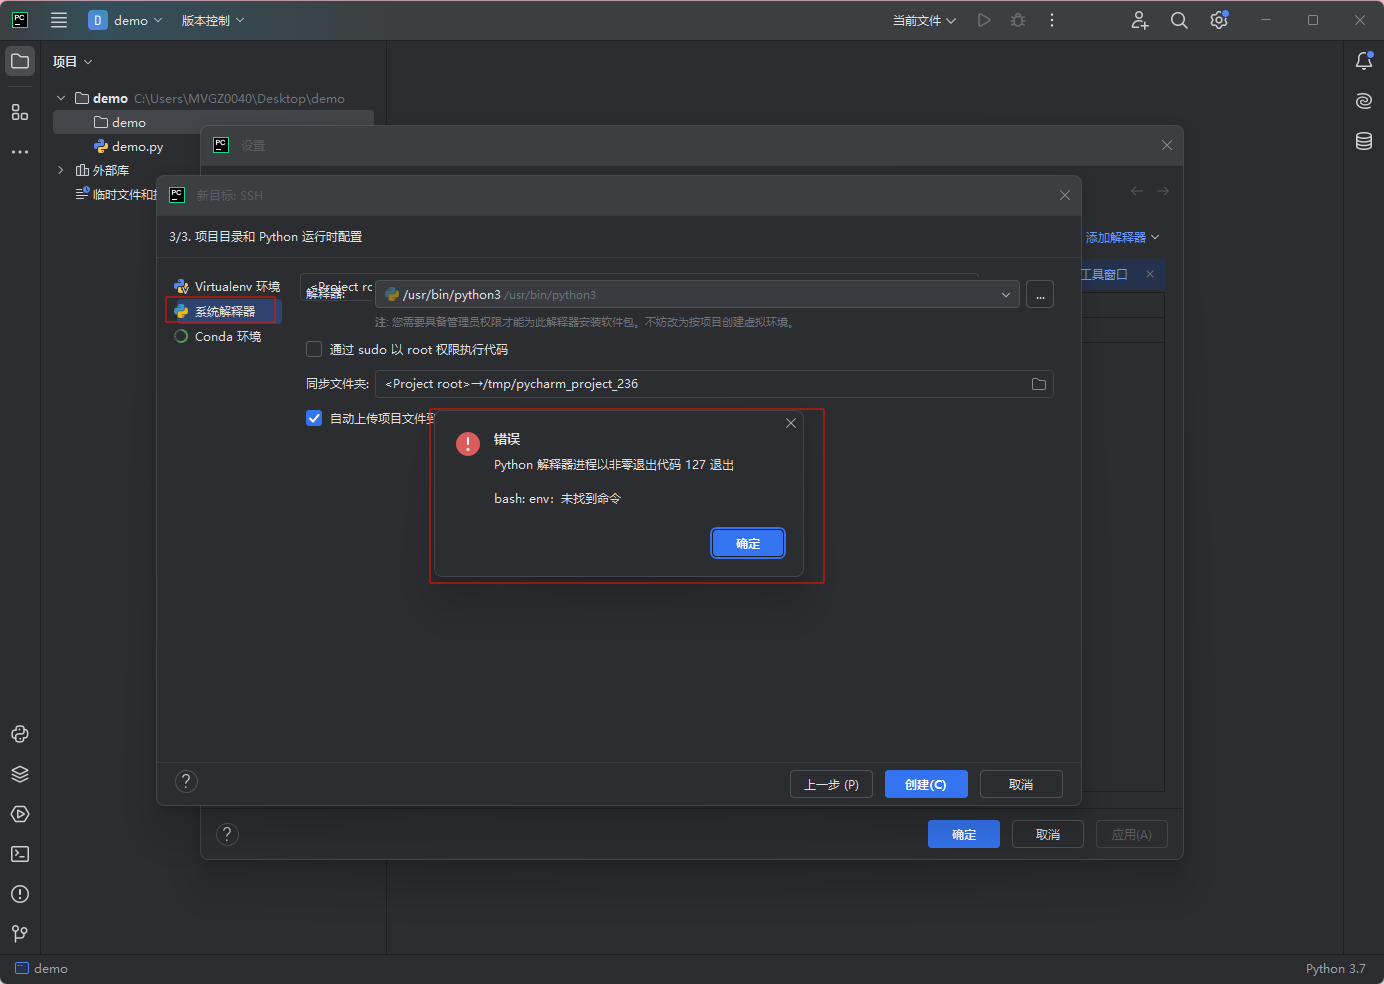 PC
D demo 版本控制
当前文件
项目
demo C:\Users\MVGZ0040\Desktop\demo
demo
demo.py
外部库
临时文件和
PC 设置
PC 新目标: SSH
3/3. 项目目录和 Python 运行时配置
添加解释器
工具窗口
Virtualenv 环境
系统解释器
Conda 环境
<Project ro
解释器: /usr/bin/python3 /usr/bin/python3
...
注: 您需要具备管理员权限才能为此解释器安装软件包。不妨改为按项目创建虚拟环境。
通过 sudo 以 root 权限执行代码
同步文件夹: <Project root>→/tmp/pycharm_project_236
自动上传项目文件到
错误
Python 解释器进程以非零退出代码 127 退出
bash: env：未找到命令
确定
? 上一步 (P) 创建(C) 取消
? 确定 取消 应用(A)
demo Python 3.7